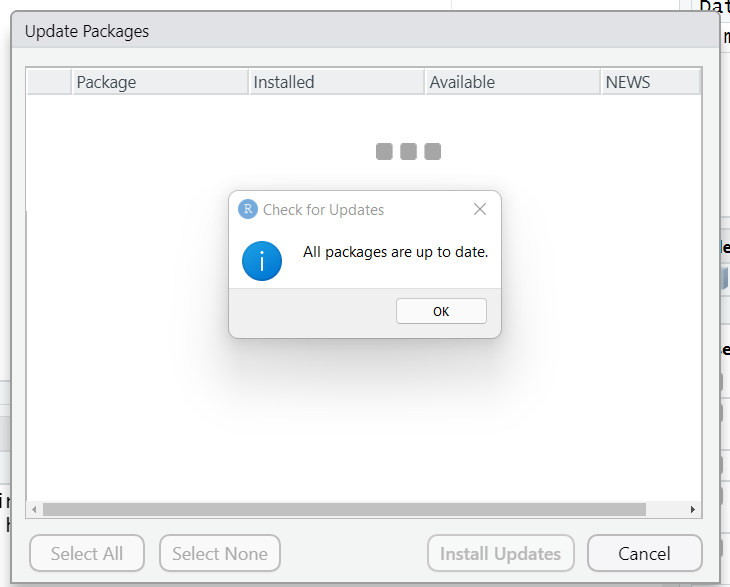 Dat
Update Packages
Package Installed Available NEWS
R Check for Updates
i All packages are up to date.
OK
Select All Select None Install Updates Cancel